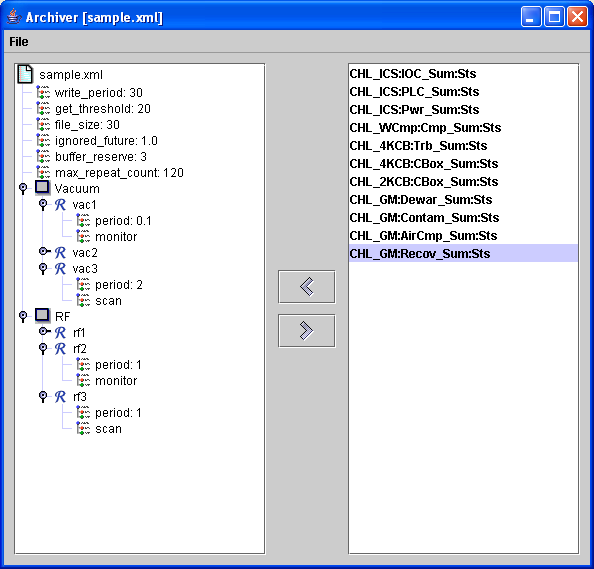 Archiver [sample.xml]
File
sample.xml
write_period: 30
get_threshold: 20
file_size: 30
ignored_future: 1.0
buffer_reserve: 3
max_repeat_count: 120
Vacuum
vac1
period: 0.1
monitor
vac2
vac3
period: 2
scan
RF
rf1
rf2
period: 1
monitor
rf3
period: 1
scan
CHL_ICS:IOC_Sum:Sts
CHL_ICS:PLC_Sum:Sts
CHL_ICS:Pwr_Sum:Sts
CHL_WCmp:Cmp_Sum:Sts
CHL_4KCB:Trb_Sum:Sts
CHL_4KCB:CBox_Sum:Sts
CHL_2KCB:CBox_Sum:Sts
CHL_GM:Dewar_Sum:Sts
CHL_GM:Contam_Sum:Sts
CHL_GM:AirCmp_Sum:Sts
CHL_GM:Recov_Sum:Sts